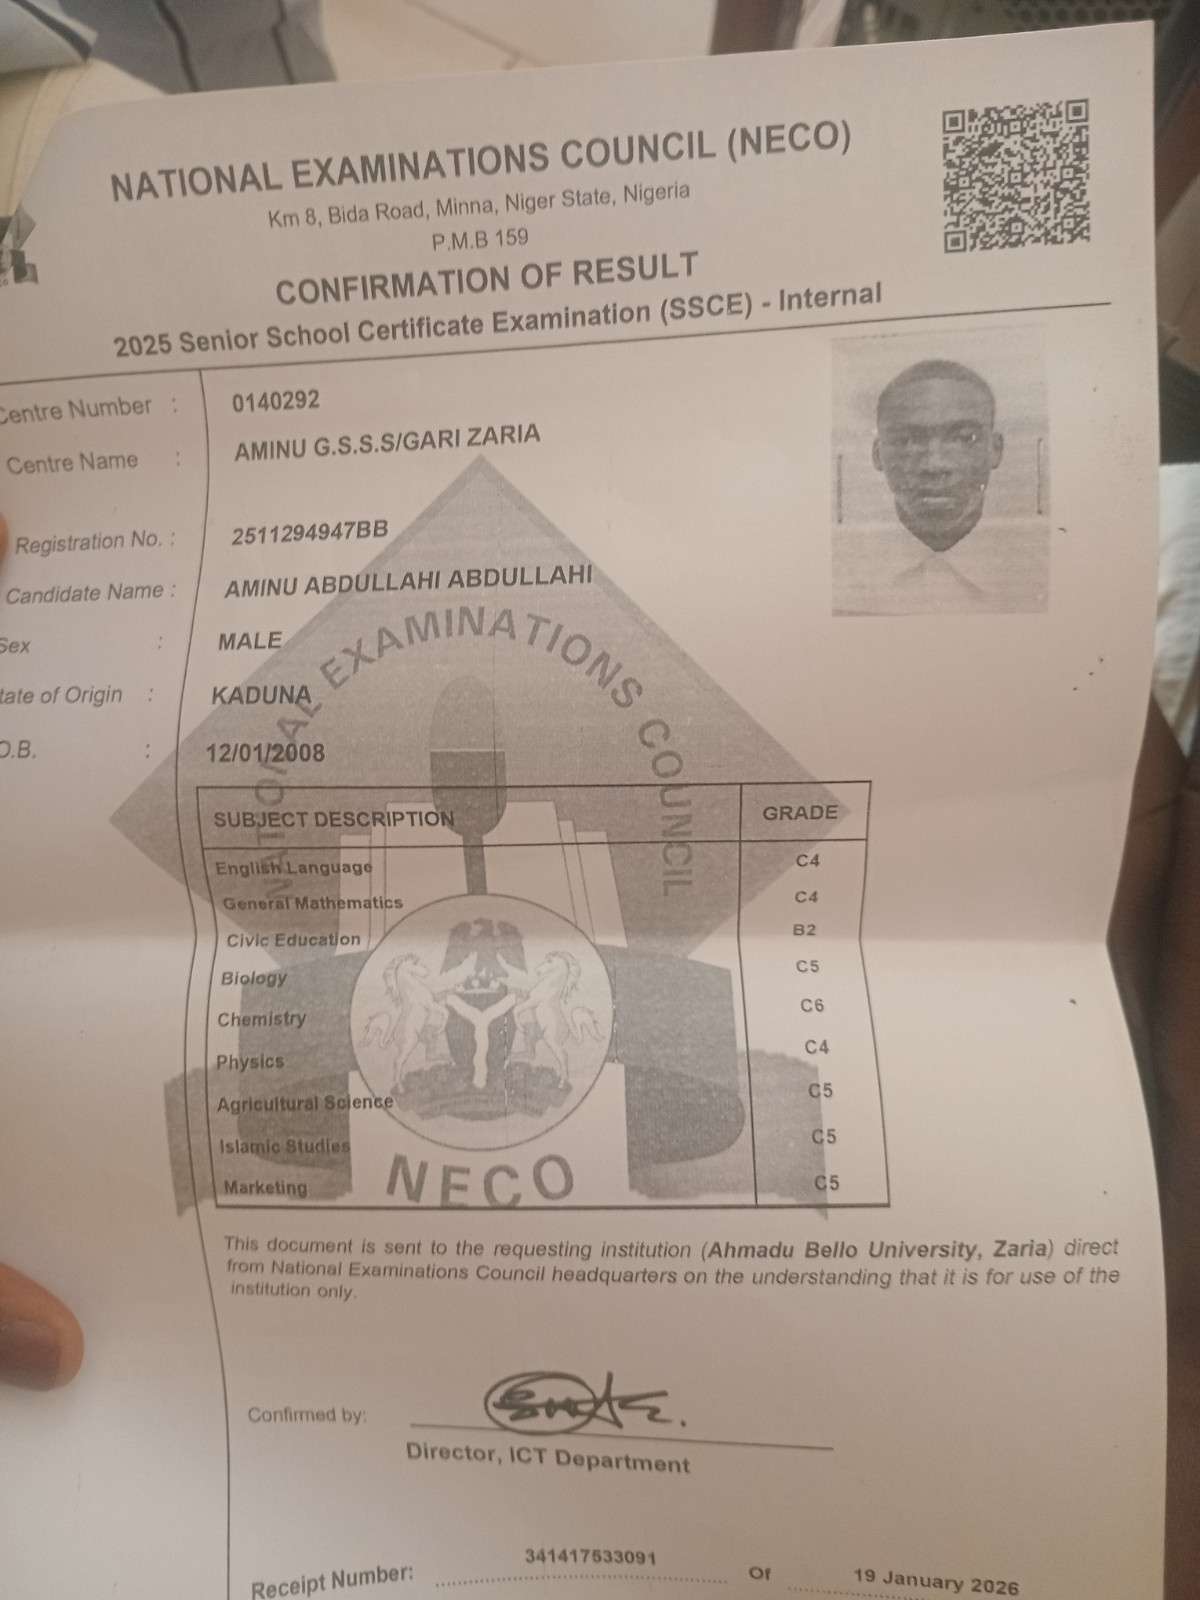 NATIONAL EXAMINATIONS COUNCIL (NECO)
Km 8, Bida Road, Minna, Niger State, Nigeria
P.M.B 159
CONFIRMATION OF RESULT
2025 Senior School Certificate Examination (SSCE) - Internal
Centre Number : 0140292
Centre Name : AMINU G.S.S.S/GARI ZARIA
Registration No. : 2511294947BB
Candidate Name : AMINU ABDULLAHI ABDULLAHI
Sex : MALE
tate of Origin : KADUNA
O.B. : 12/01/2008
NATIONAL EXAMINATIONS COUNCIL
SUBJECT DESCRIPTION GRADE
English Language C4
General Mathematics C4
Civic Education B2
Biology C5
Chemistry C6
Physics C4
Agricultural Science C5
Islamic Studies C5
Marketing C5
NECO
This document is sent to the requesting institution (Ahmadu Bello University, Zaria) direct
from National Examinations Council headquarters on the understanding that it is for use of the
institution only.
Confirmed by:
Director, ICT Department
Receipt Number: 341417533091 Of 19 January 2026